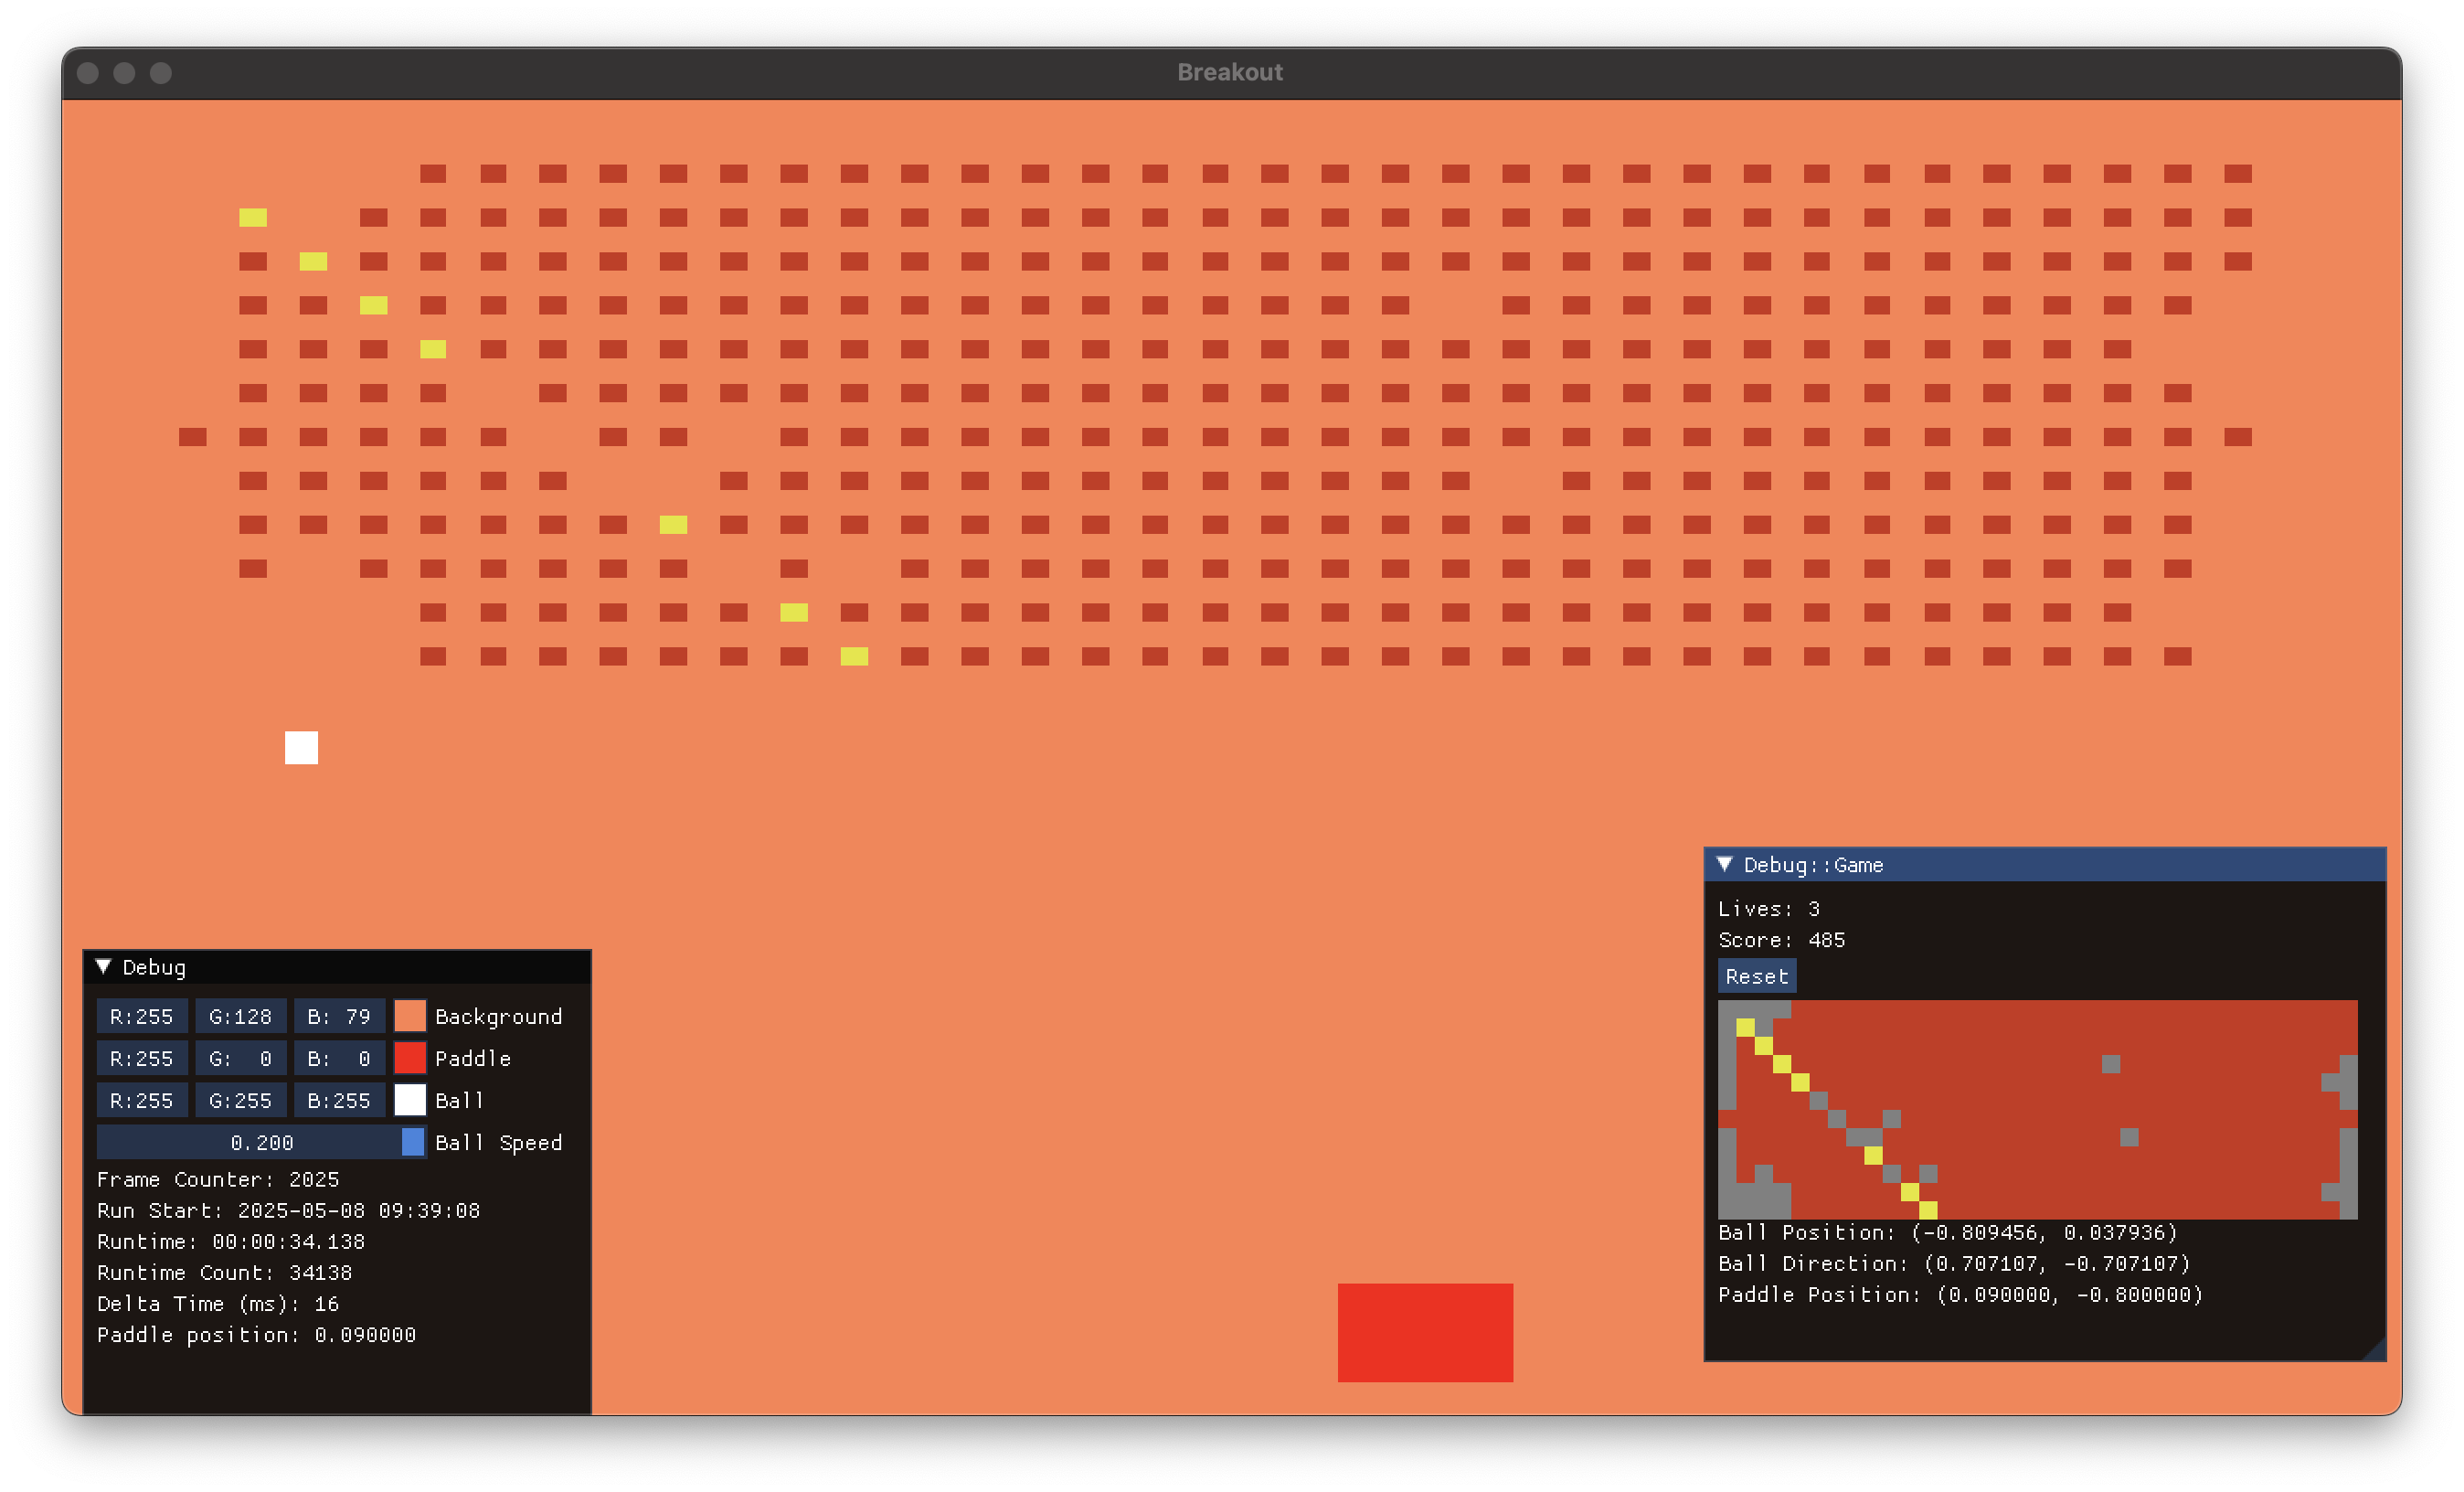 Breakout
Debug::Game
Lives: 3
Score: 485
Reset
Ball Position: (-0.809456, 0.037936)
Ball Direction: (0.707107, -0.707107)
Paddle Position: (0.090000, -0.800000)
Debug
R:255 G:128 B: 79 Background
R:255 G: 0 B: 0 Paddle
R:255 G:255 B:255 Ball
0.200 Ball Speed
Frame Counter: 2025
Run Start: 2025-05-08 09:39:08
Runtime: 00:00:34.138
Runtime Count: 34138
Delta Time (ms): 16
Paddle position: 0.090000